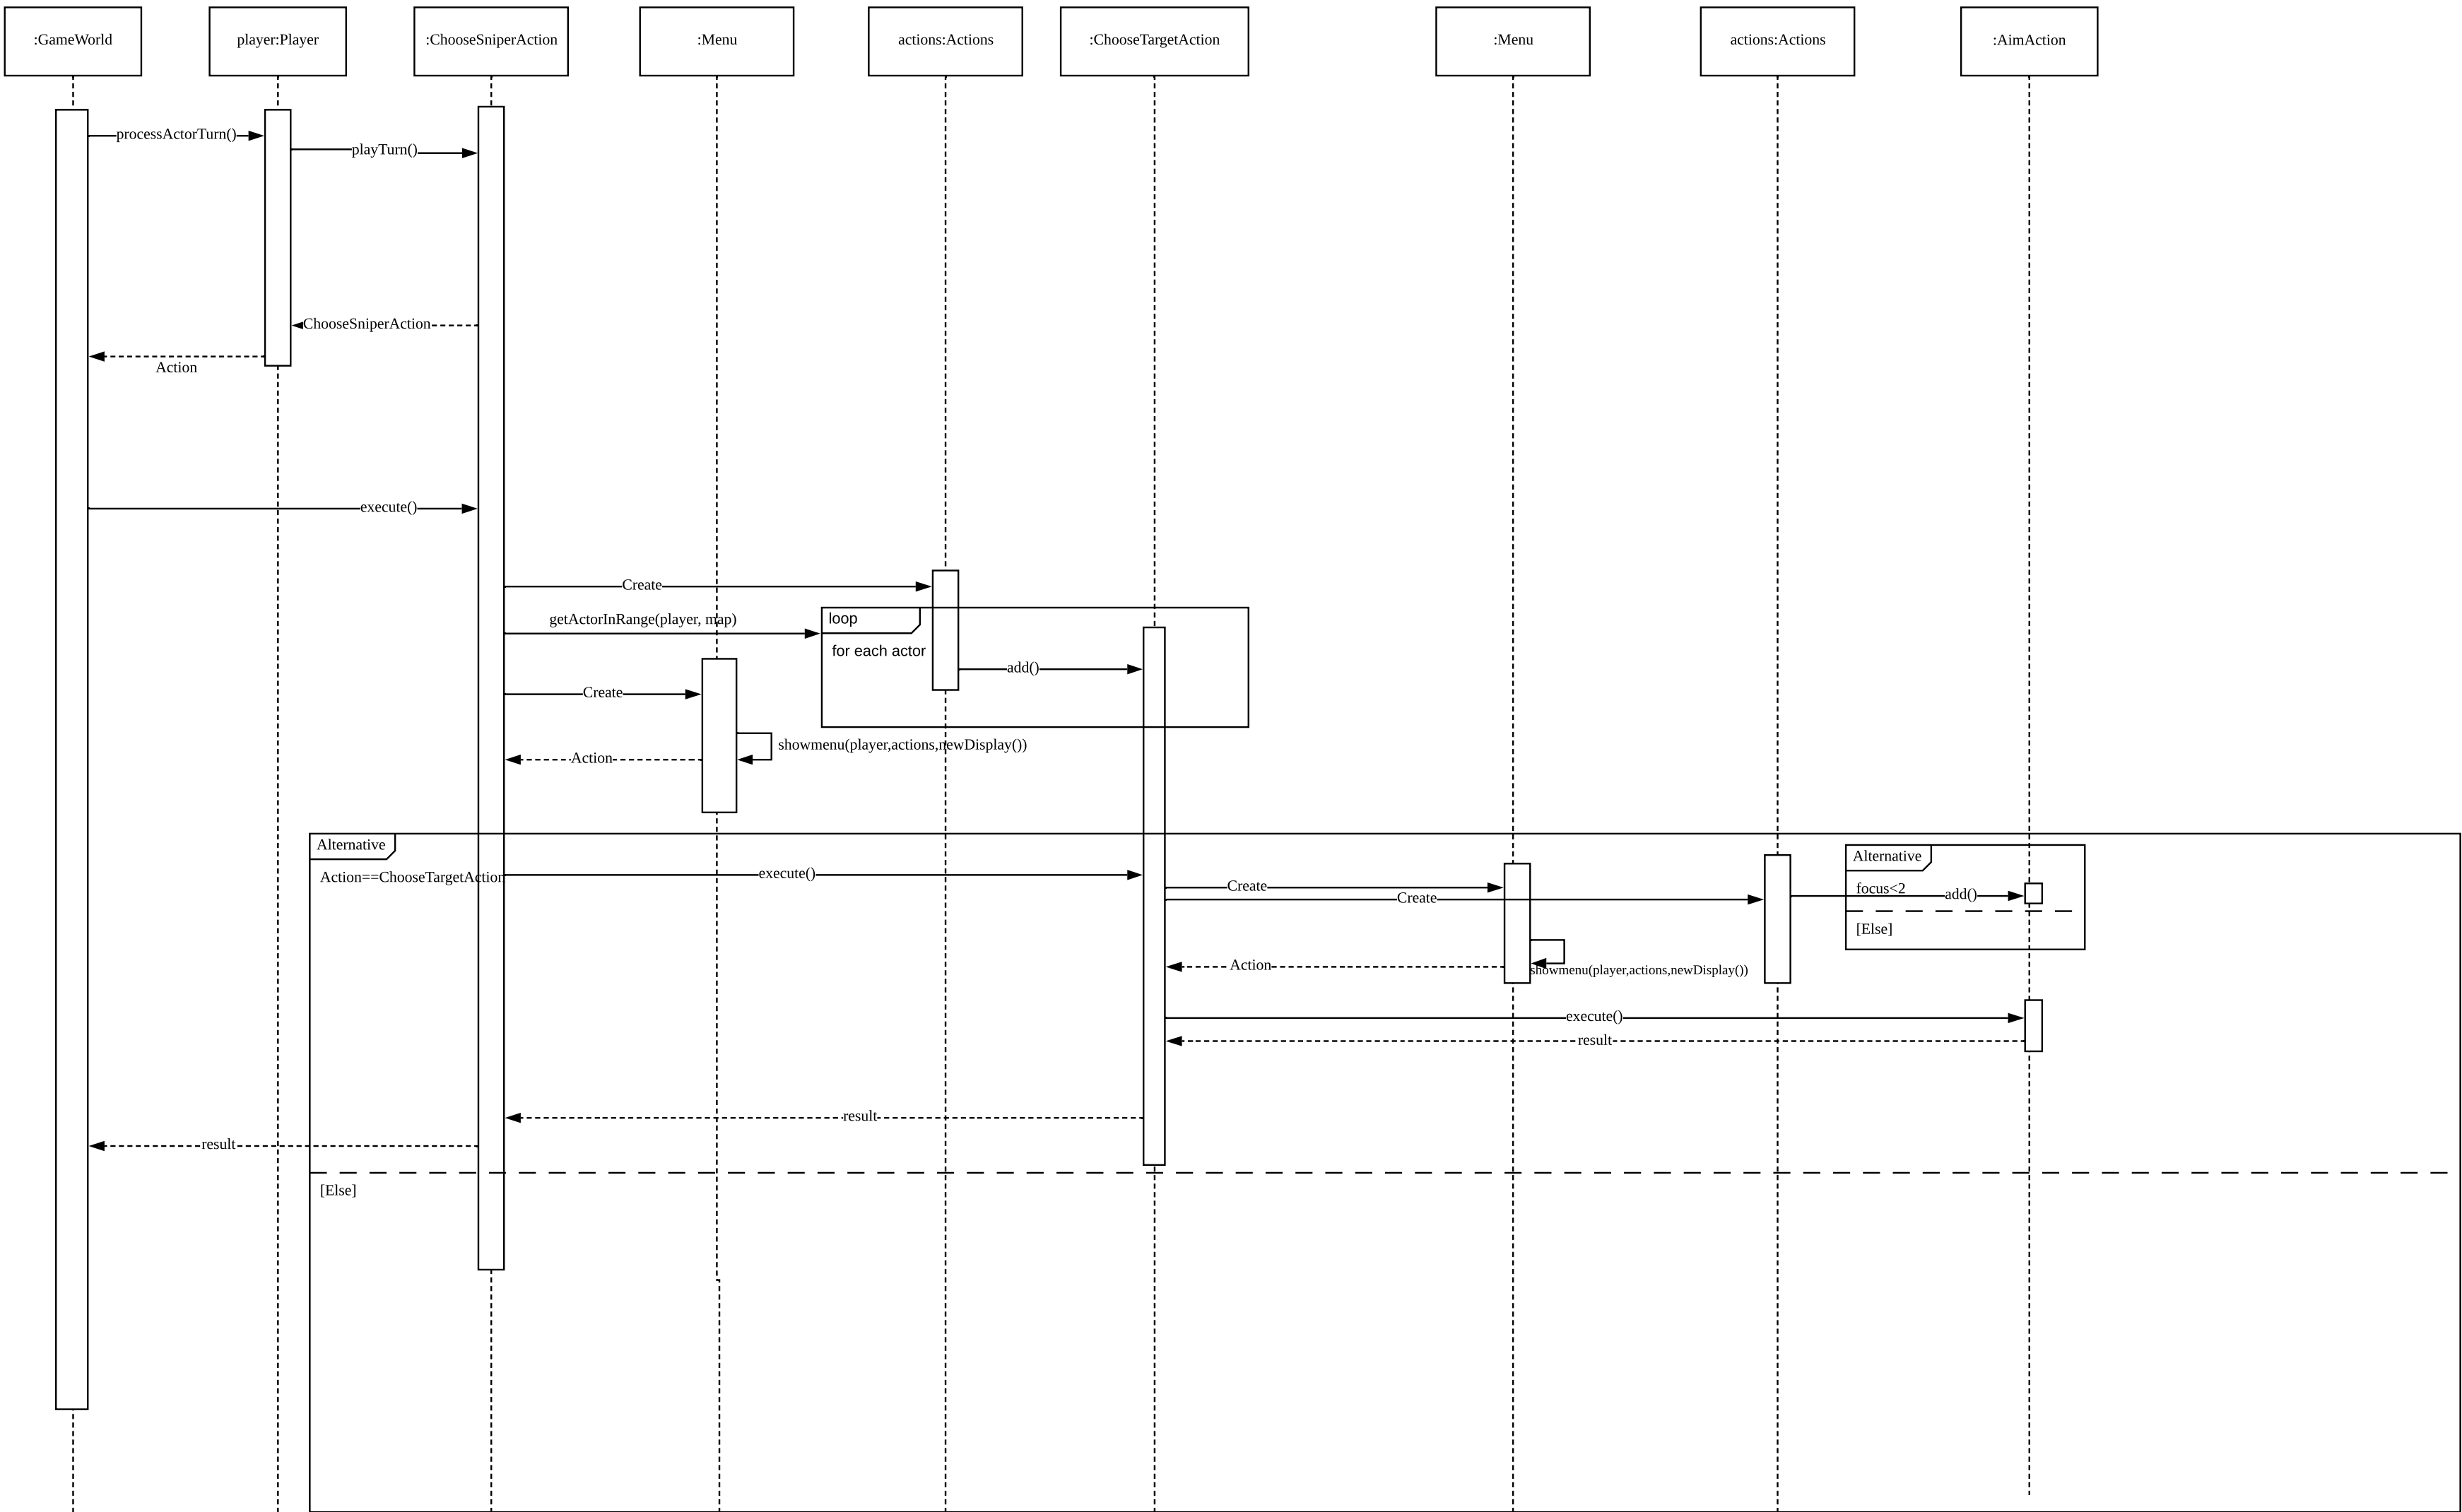 :GameWorld
player:Player
:ChooseSniperAction
:Menu
actions:Actions
:ChooseTargetAction
:Menu
actions:Actions
:AimAction
processActorTurn()
playTurn()
ChooseSniperAction
Action
execute()
Create
getActorInRange(player, map)
loop
for each actor
add()
Create
showmenu(player,actions,newDisplay())
Action
Alternative
Action==ChooseTargetAction
execute()
Create
Create
Alternative
focus<2
add()
[Else]
Action
showmenu(player,actions,newDisplay())
execute()
result
result
result
[Else]